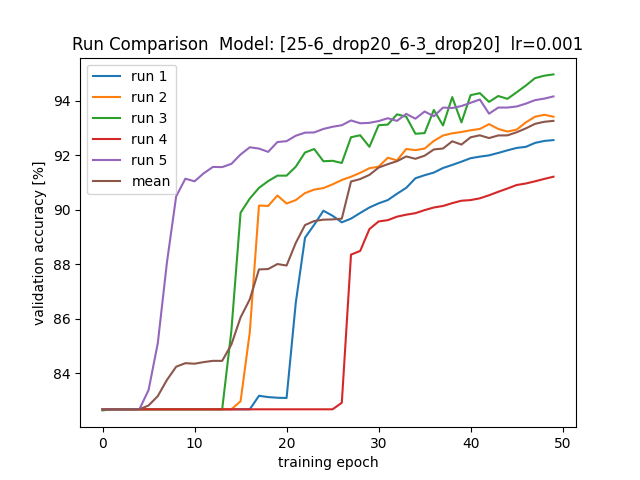 Run Comparison  Model: [25-6_drop20_6-3_drop20]  lr=0.001
run 1
run 2
run 3
run 4
run 5
mean
validation accuracy [%]
94
92
90
88
86
84
0 10 20 30 40 50
training epoch